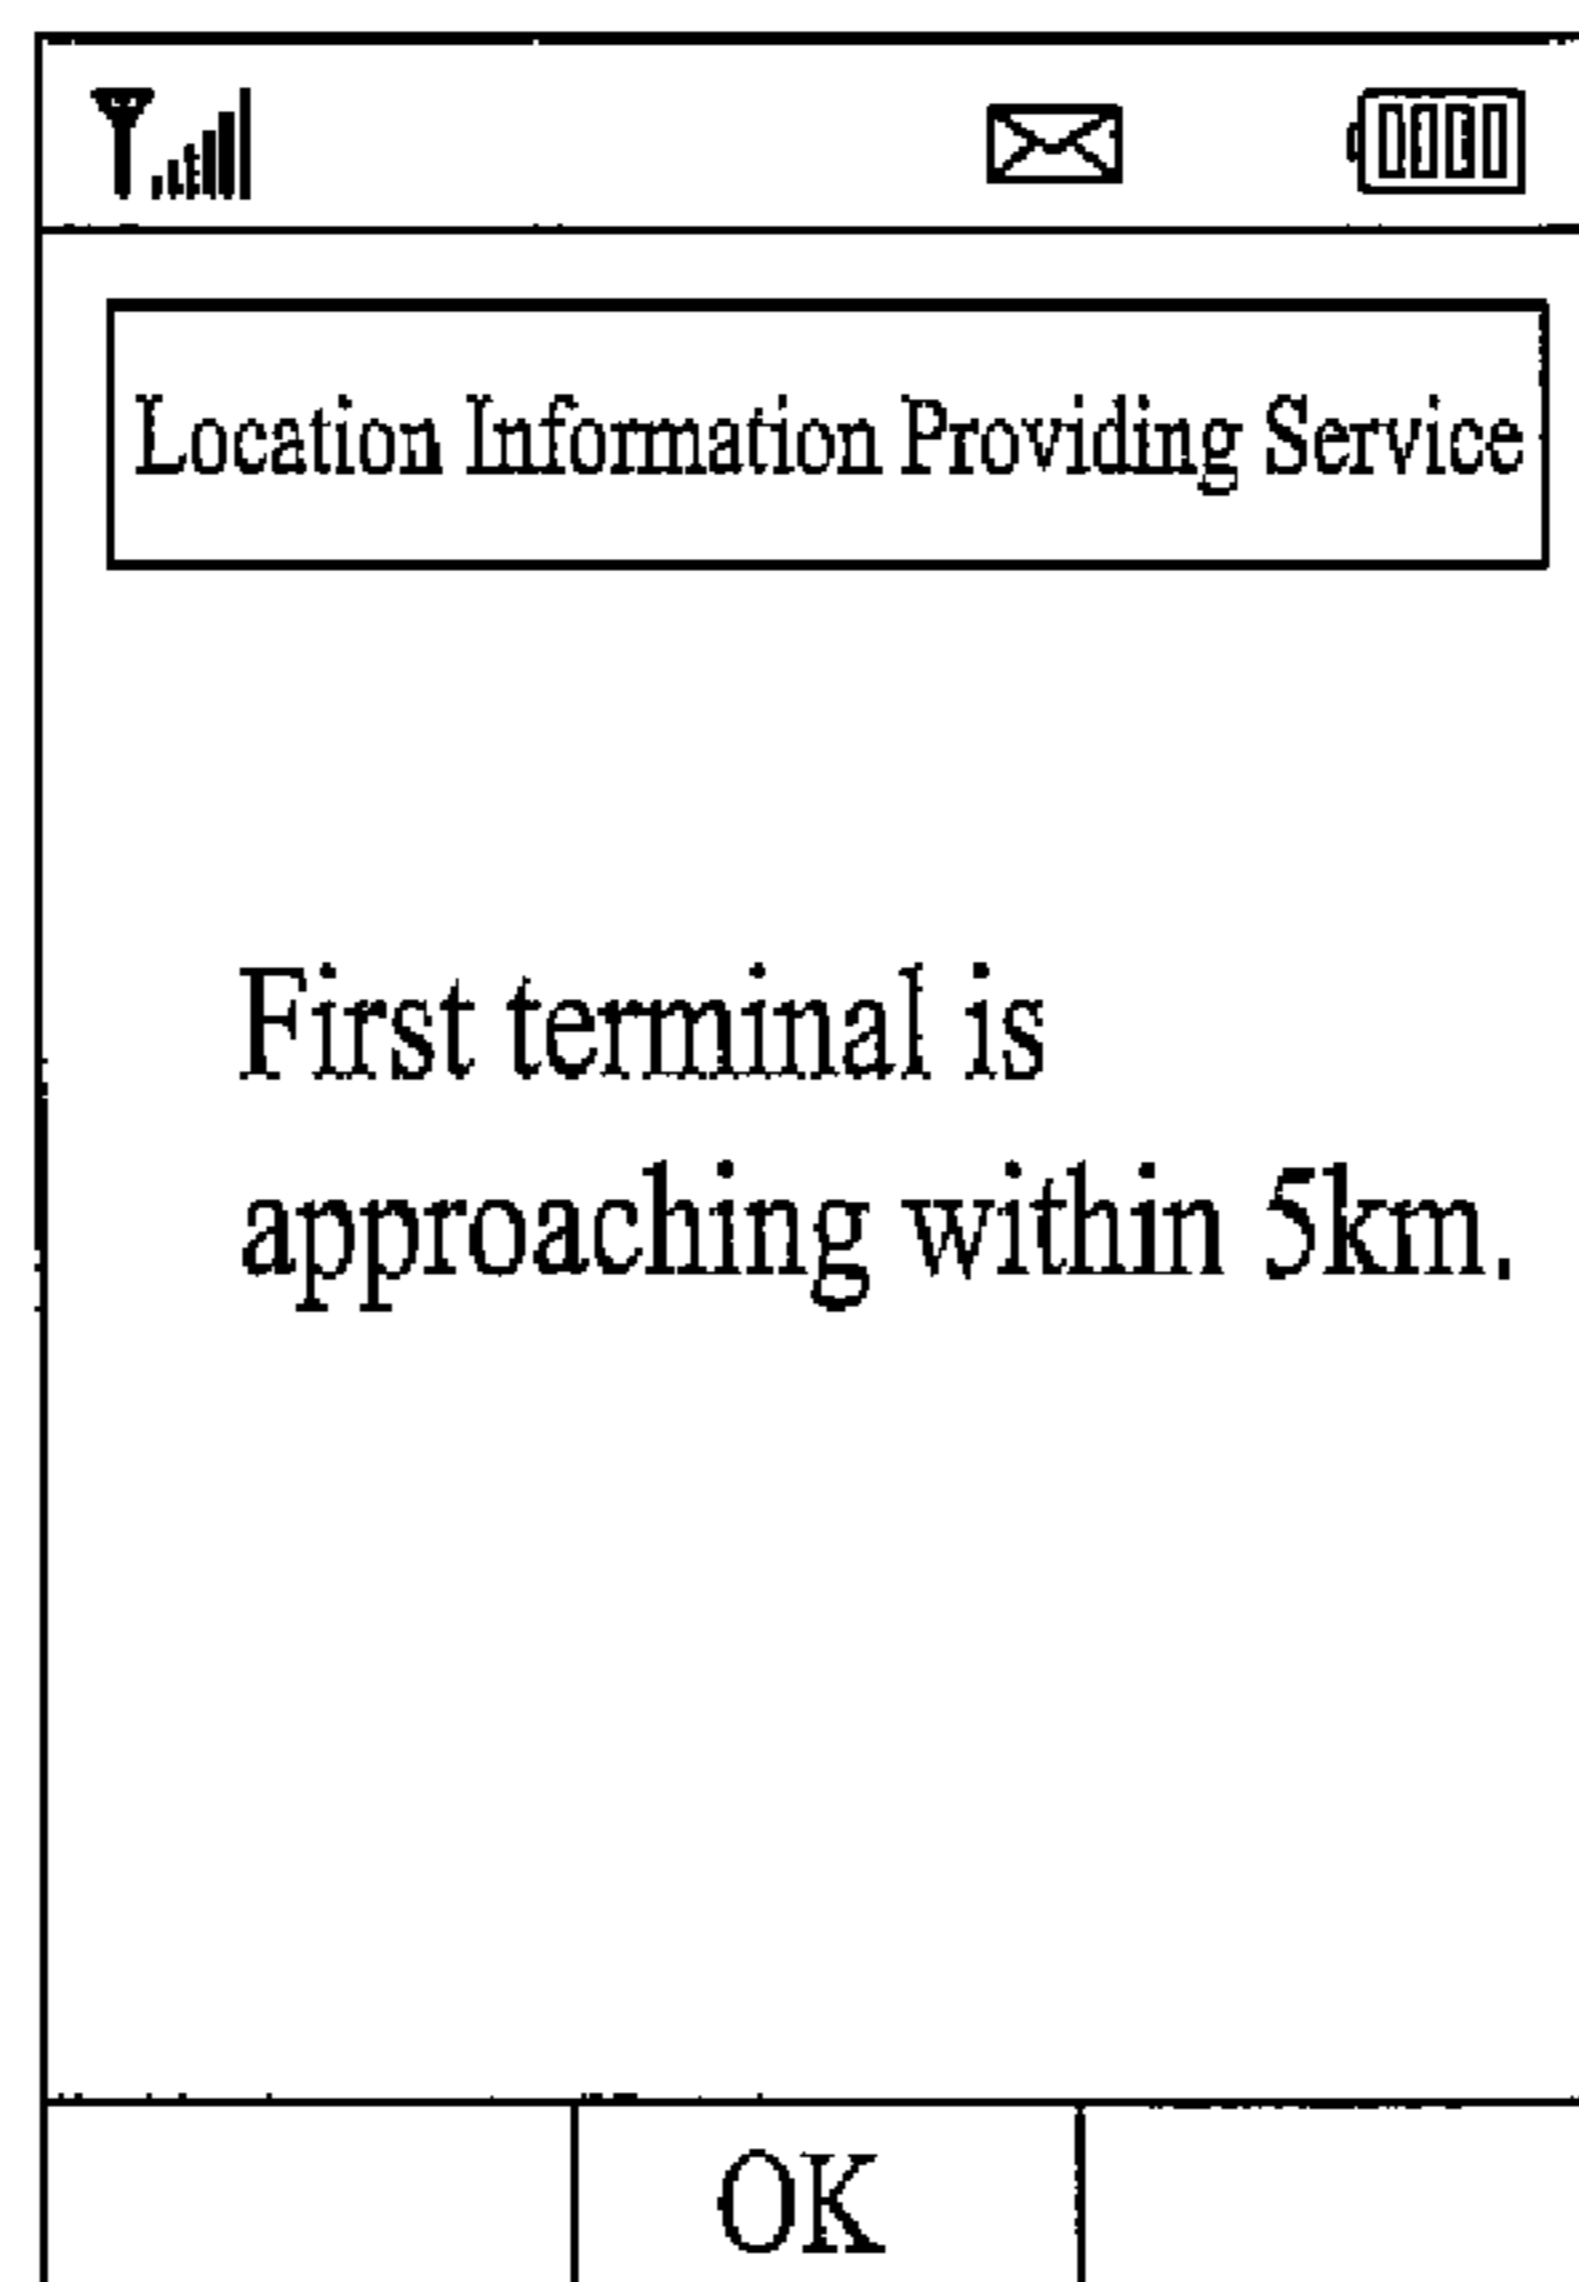 Location Information Providing Service
First terminal is
approaching within 5km.
OK